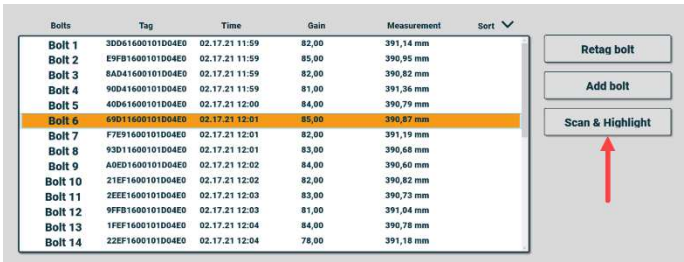 Bolts Tag Time Gain Measurement Sort
Bolt 1 3DD61600101D04E0 02.17.21 11:59 82,00 391,14 mm
Bolt 2 E9FB1600101D04E0 02.17.21 11:59 85,00 390,95 mm
Bolt 3 8AD41600101D04E0 02.17.21 11:59 82,00 390,82 mm
Bolt 4 90D41600101D04E0 02.17.21 11:59 81,00 391,36 mm
Bolt 5 40D61600101D04E0 02.17.21 12:00 84,00 390,79 mm
Bolt 6 69D11600101D04E0 02.17.21 12:01 85,00 390,87 mm
Bolt 7 F7E91600101D04E0 02.17.21 12:01 82,00 391,19 mm
Bolt 8 93D11600101D04E0 02.17.21 12:01 83,00 390,68 mm
Bolt 9 A0ED1600101D04E0 02.17.21 12:02 84,00 390,60 mm
Bolt 10 21EF1600101D04E0 02.17.21 12:02 82,00 390,82 mm
Bolt 11 2EEE1600101D04E0 02.17.21 12:03 83,00 390,73 mm
Bolt 12 9FFB1600101D04E0 02.17.21 12:03 81,00 391,04 mm
Bolt 13 1FEF1600101D04E0 02.17.21 12:04 84,00 390,78 mm
Bolt 14 22EF1600101D04E0 02.17.21 12:04 78,00 391,18 mm
Retag bolt
Add bolt
Scan & Highlight